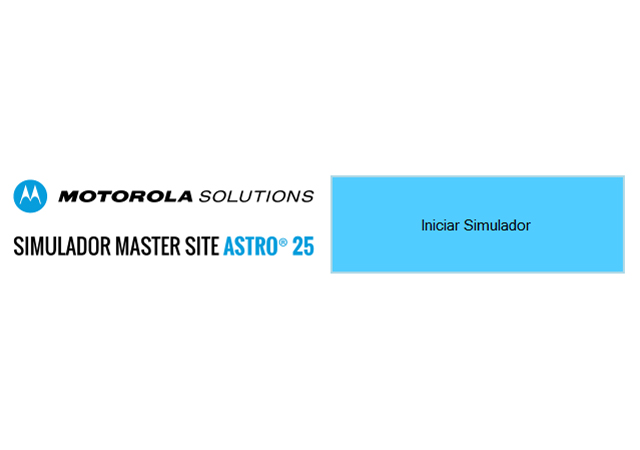 MOTOROLA SOLUTIONS
SIMULADOR MASTER SITE ASTRO® 25
Iniciar Simulador